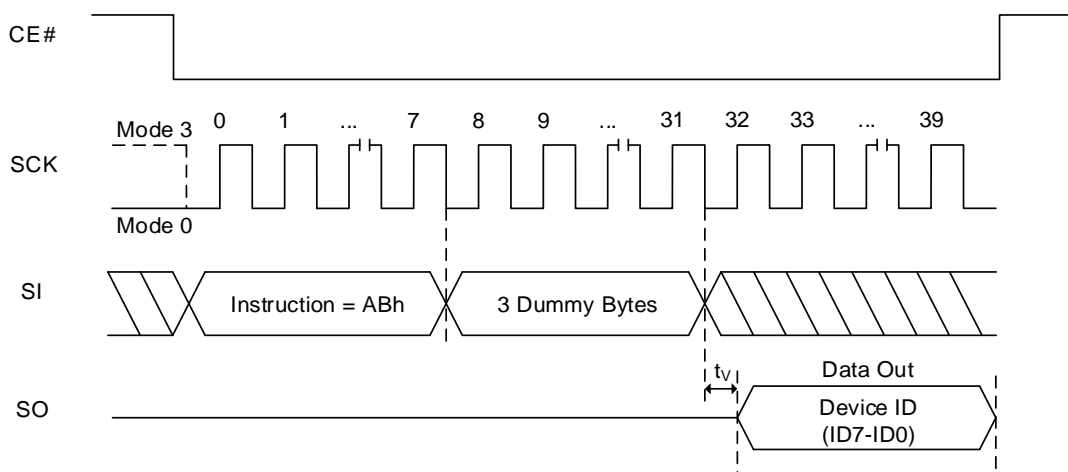 CE#
Mode 3
0 1 ... 7 8 9 ... 31 32 33 ... 39
SCK
Mode 0
SI
Instruction = ABh
3 Dummy Bytes
tV
Data Out
SO
Device ID
(ID7-ID0)